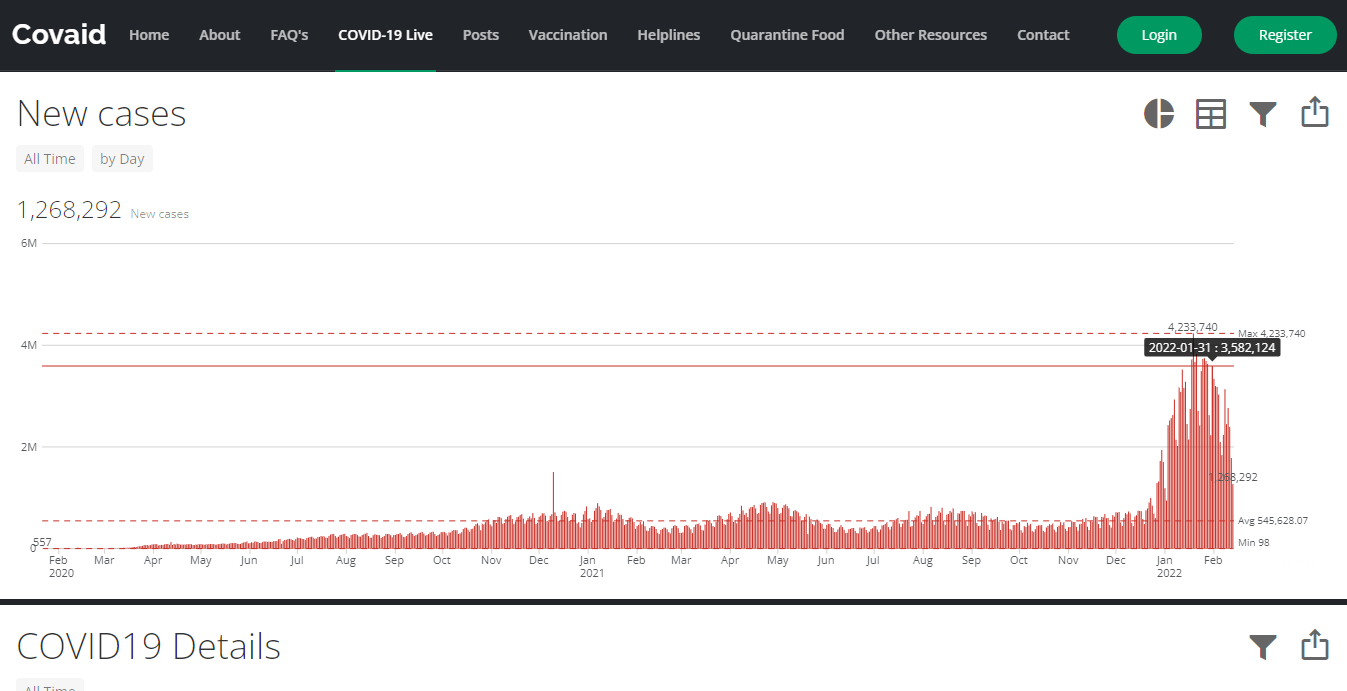 Covaid Home About FAQ's COVID-19 Live Posts Vaccination Helplines Quarantine Food Other Resources Contact Login Register
New cases
All Time by Day
1,268,292 New cases
6M
4,233,740
Max 4,233,740
4M
2022-01-31 : 3,582,124
2M
1,268,292
Avg 545,628.07
557
Min 98
0
Feb Mar Apr May Jun Jul Aug Sep Oct Nov Dec Jan Feb Mar Apr May Jun Jul Aug Sep Oct Nov Dec Jan Feb
2020 2021 2022
COVID19 Details
All Time